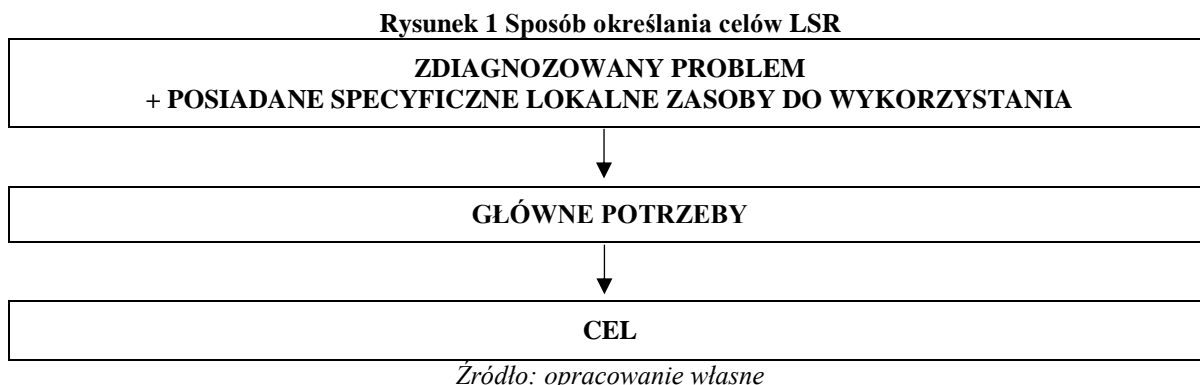 Rysunek 1 Sposób określania celów LSR
ZDIAGNOZOWANY PROBLEM
+ POSIADANE SPECYFICZNE LOKALNE ZASOBY DO WYKORZYSTANIA
GŁÓWNE POTRZEBY
CEL
Źródło: opracowanie własne